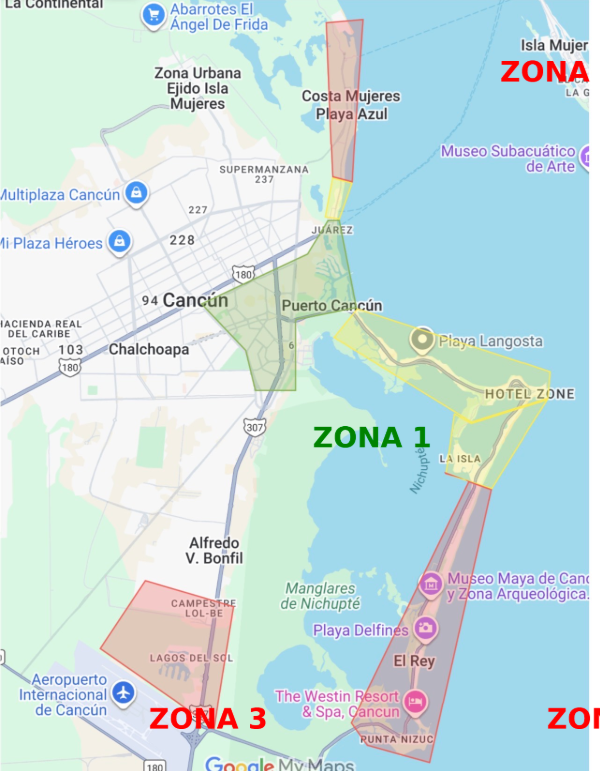 La Continental
Abarrotes El
Ángel De Frida
Isla Mujer
ZONA
LA G
Zona Urbana
Ejido Isla
Mujeres
Costa Mujeres
Playa Azul
Museo Subacuático
de Arte
SUPERMANZANA
237
Multiplaza Cancún
227
JUÁREZ
Mi Plaza Héroes
228
180
94 Cancún
Puerto Cancún
HACIENDA REAL
DEL CARIBE
OTOCH
AÍSO
103
Chalchoapa
6
Playa Langosta
180
HOTEL ZONE
307
ZONA 1
LA ISLA
Nichupté
Alfredo
V. Bonfil
Manglares
de Nichupté
Museo Maya de Canc
y Zona Arqueológica.
CAMPESTRE
LOL-BE
Playa Delfines
LAGOS DEL SOL
El Rey
Aeropuerto
Internacional
de Cancún
The Westin Resort
& Spa, Cancun
ZONA 3
ZON
PUNTA NIZUC
180
Google My Maps